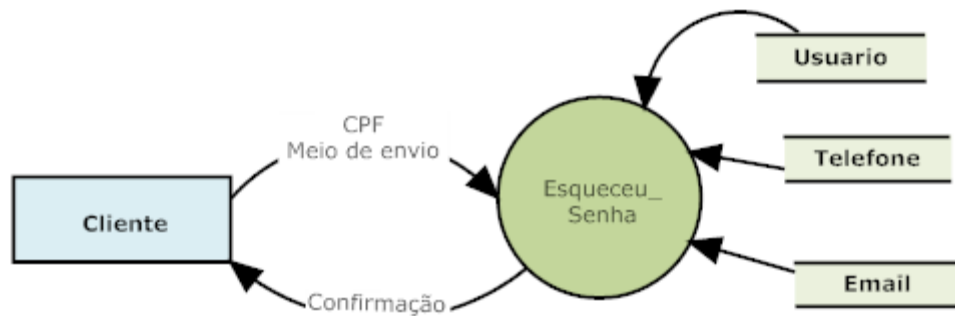 Usuario
CPF
Meio de envio
Telefone
Esqueceu_
Senha
Cliente
Email
Confirmação